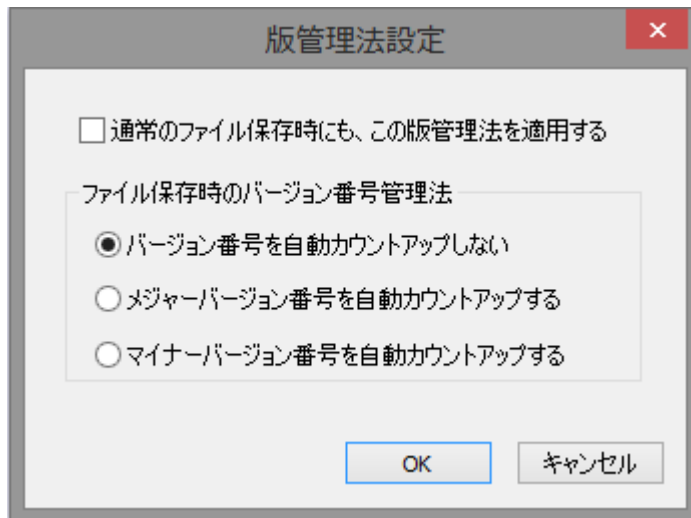 版管理法設定
通常のファイル保存時にも、この版管理法を適用する
ファイル保存時のバージョン番号管理法
バージョン番号を自動カウントアップしない
メジャーバージョン番号を自動カウントアップする
マイナーバージョン番号を自動カウントアップする
OK キャンセル